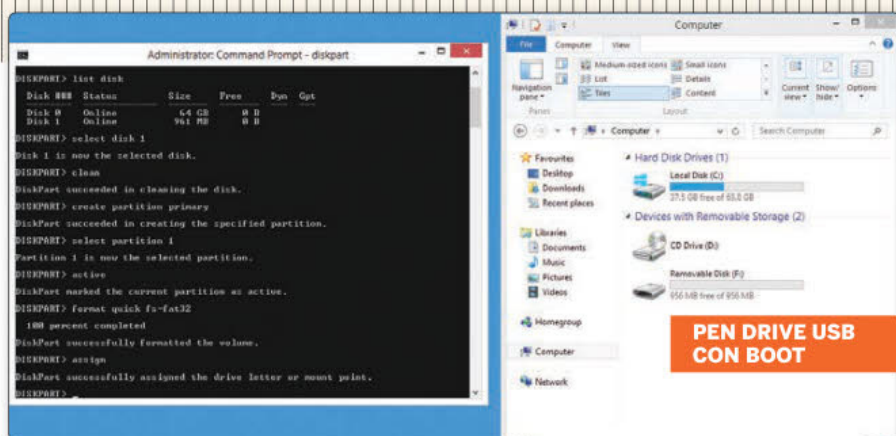 Administrator: Command Prompt - diskpart
DISKPART> list disk
Disk ### Status Size Free Dyn Gpt
Disk 0 Online 64 GB 0 B
Disk 1 Online 961 MB 0 B
DISKPART> select disk 1
Disk 1 is now the selected disk.
DISKPART> clean
DiskPart succeeded in cleaning the disk.
DISKPART> create partition primary
DiskPart succeeded in creating the specified partition.
DISKPART> select partition 1
Partition 1 is now the selected partition.
DISKPART> active
DiskPart marked the current partition as active.
DISKPART> format quick fs=fat32
100 percent completed
DiskPart successfully formatted the volume.
DISKPART> assign
DiskPart successfully assigned the drive letter or mount point.
DISKPART> _
Computer
File Computer View
Navigation pane
Medium-sized icons Small icons
List Details
Tiles Content
Current view
Show/ hide
Options
Panes Layout
Computer
Search Computer
Favourites
Desktop
Downloads
Recent places
Libraries
Documents
Music
Pictures
Videos
Homegroup
Computer
Network
Hard Disk Drives (1)
Local Disk (C:)
37.5 GB free of 63.8 GB
Devices with Removable Storage (2)
CD Drive (D:)
Removable Disk (F:)
956 MB free of 956 MB
PEN DRIVE USB
CON BOOT